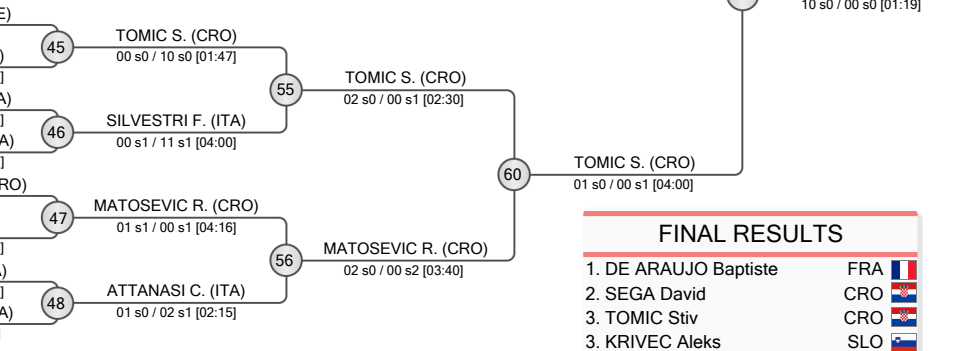 10 s0 / 00 s0 [01:19]
E)
45
TOMIC S. (CRO)
00 s0 / 10 s0 [01:47]
)
]
55
TOMIC S. (CRO)
02 s0 / 00 s1 [02:30]
A)
]
46
SILVESTRI F. (ITA)
00 s1 / 11 s1 [04:00]
A)
]
60
TOMIC S. (CRO)
01 s0 / 00 s1 [04:00]
RO)
47
MATOSEVIC R. (CRO)
01 s1 / 00 s1 [04:16]
]
56
MATOSEVIC R. (CRO)
02 s0 / 00 s2 [03:40]
)
]
48
ATTANASI C. (ITA)
01 s0 / 02 s1 [02:15]
A)
]
FINAL RESULTS
1. DE ARAUJO Baptiste FRA
2. SEGA David CRO
3. TOMIC Stiv CRO
3. KRIVEC Aleks SLO